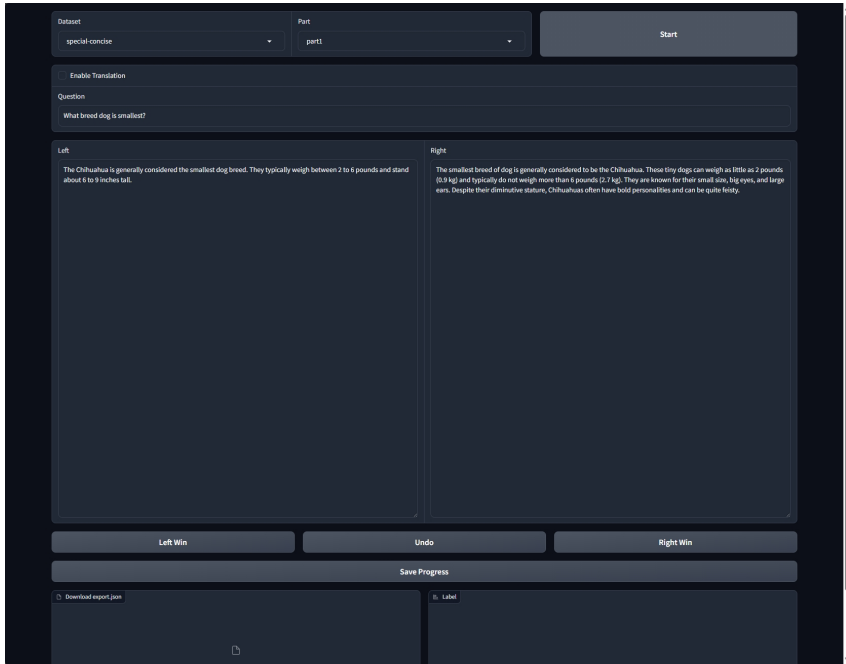 Dataset
special-concise
Part
part1
Start
Enable Translation
Question
What breed dog is smallest?
Left
The Chihuahua is generally considered the smallest dog breed. They typically weigh between 2 to 6 pounds and stand
about 6 to 9 inches tall.
Right
The smallest breed of dog is generally considered to be the Chihuahua. These tiny dogs can weigh as little as 2 pounds
(0.9 kg) and typically do not weigh more than 6 pounds (2.7 kg). They are known for their small size, big eyes, and large
ears. Despite their diminutive stature, Chihuahuas often have bold personalities and can be quite feisty.
Left Win
Undo
Right Win
Save Progress
Download export.json
Label